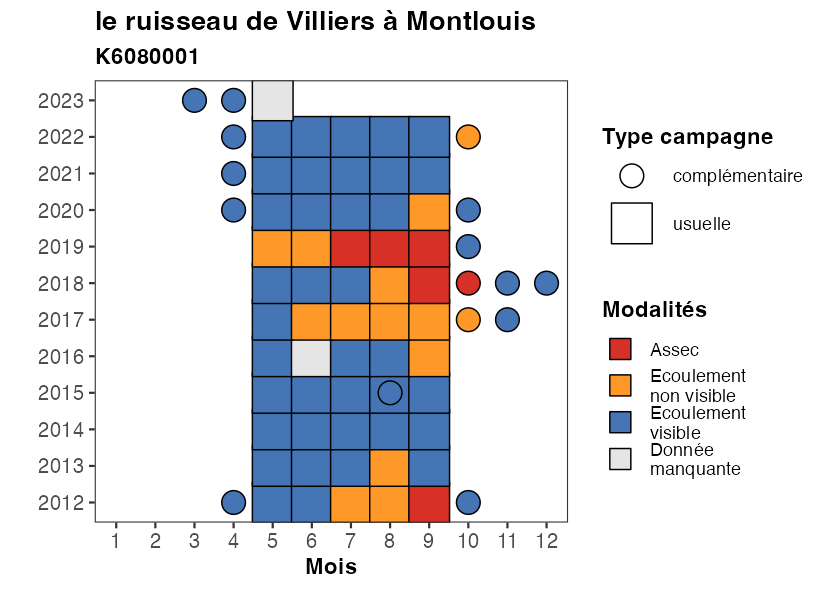 le ruisseau de Villiers à Montlouis
K6080001
2023
2022
2021
2020
2019
2018
2017
2016
2015
2014
2013
2012
1 2 3 4 5 6 7 8 9 10 11 12
Mois
Type campagne
complémentaire
usuelle
Modalités
Assec
Ecoulement
non visible
Ecoulement
visible
Donnée
manquante